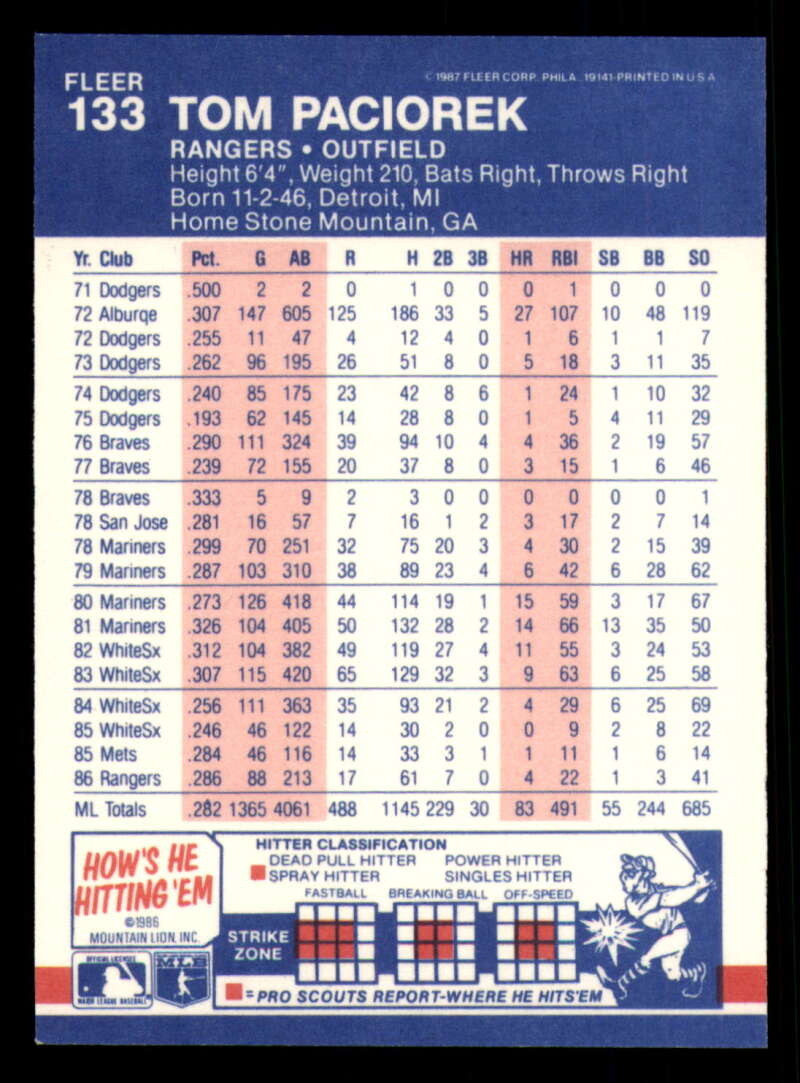 FLEER
© 1987 FLEER CORP. PHILA. 19141-PRINTED IN U S A
133 TOM PACIOREK
RANGERS • OUTFIELD
Height 6'4", Weight 210, Bats Right, Throws Right
Born 11-2-46, Detroit, MI
Home Stone Mountain, GA
Yr. Club Pct. G AB R H 2B 3B HR RBI SB BB SO
71 Dodgers .500 2 2 0 1 0 0 0 1 0 0 0
72 Alburqe .307 147 605 125 186 33 5 27 107 10 48 119
72 Dodgers .255 11 47 4 12 4 0 1 6 1 1 7
73 Dodgers .262 96 195 26 51 8 0 5 18 3 11 35
74 Dodgers .240 85 175 23 42 8 6 1 24 1 10 32
75 Dodgers .193 62 145 14 28 8 0 1 5 4 11 29
76 Braves .290 111 324 39 94 10 4 4 36 2 19 57
77 Braves .239 72 155 20 37 8 0 3 15 1 6 46
78 Braves .333 5 9 2 3 0 0 0 0 0 0 1
78 San Jose .281 16 57 7 16 1 2 3 17 2 7 14
78 Mariners .299 70 251 32 75 20 3 4 30 2 15 39
79 Mariners .287 103 310 38 89 23 4 6 42 6 28 62
80 Mariners .273 126 418 44 114 19 1 15 59 3 17 67
81 Mariners .326 104 405 50 132 28 2 14 66 13 35 50
82 WhiteSx .312 104 382 49 119 27 4 11 55 3 24 53
83 WhiteSx .307 115 420 65 129 32 3 9 63 6 25 58
84 WhiteSx .256 111 363 35 93 21 2 4 29 6 25 69
85 WhiteSx .246 46 122 14 30 2 0 0 9 2 8 22
85 Mets .284 46 116 14 33 3 1 1 11 1 6 14
86 Rangers .286 88 213 17 61 7 0 4 22 1 3 41
ML Totals .282 1365 4061 488 1145 229 30 83 491 55 244 685
HOW'S HE
HITTING 'EM
©1986
MOUNTAIN LION, INC.
HITTER CLASSIFICATION
DEAD PULL HITTER POWER HITTER
SPRAY HITTER SINGLES HITTER
FASTBALL BREAKING BALL OFF-SPEED
STRIKE
ZONE
= PRO SCOUTS REPORT-WHERE HE HITS'EM
OFFICIAL LICENSEE
MAJOR LEAGUE BASEBALL